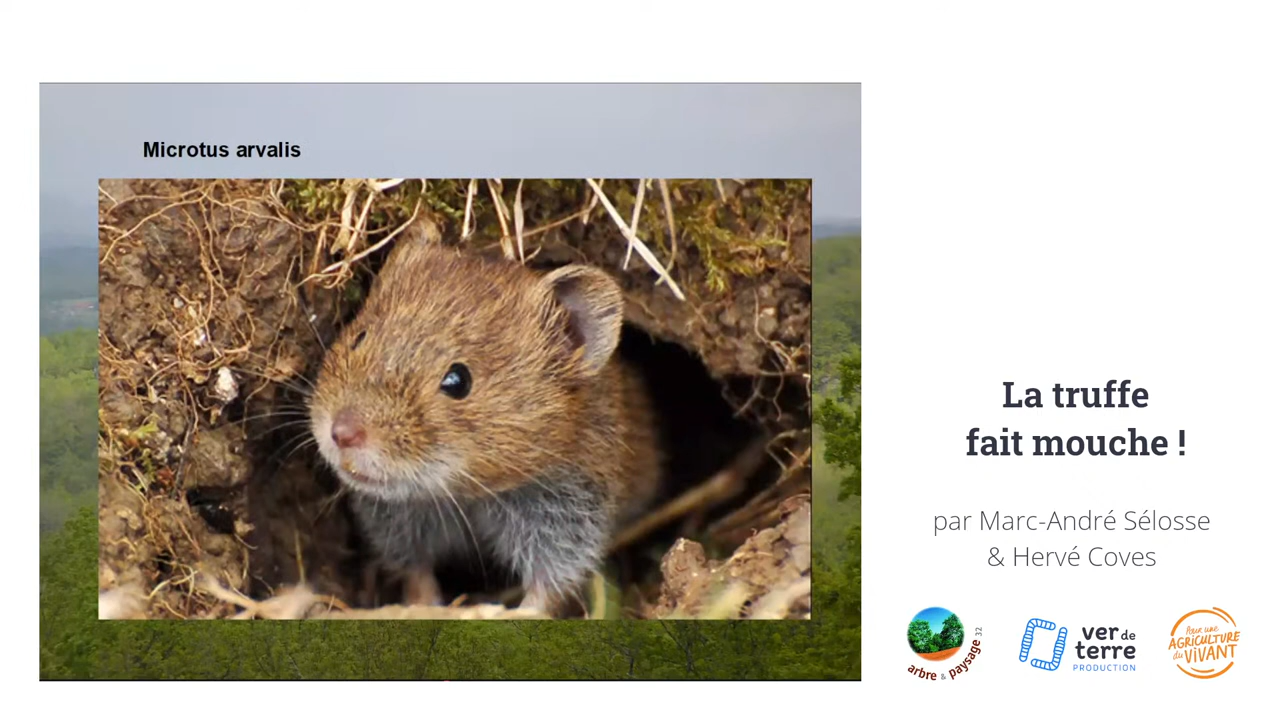 Microtus arvalis
La truffe
fait mouche !
par Marc-André Sélosse
& Hervé Coves
arbre & paysage 32
ver de
terre
PRODUCTION
Pour une
AGRICULTURE
du VIVANT